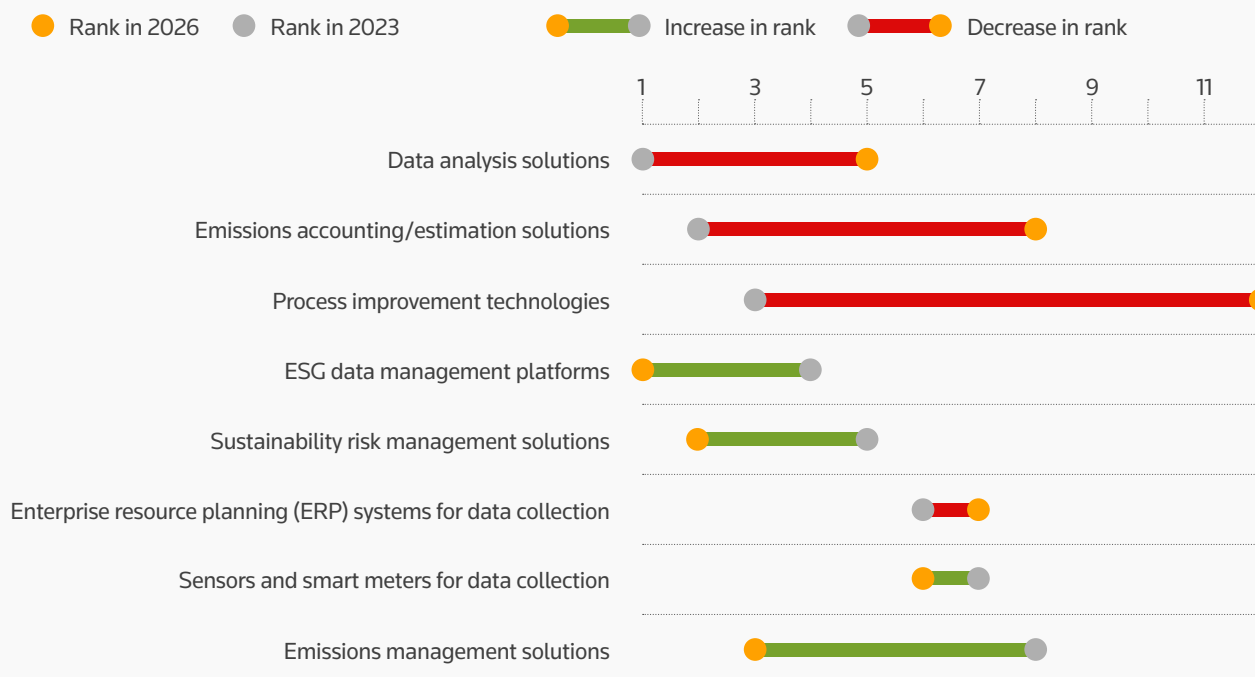 Rank in 2026 Rank in 2023 Increase in rank Decrease in rank
1 3 5 7 9 11
Data analysis solutions
Emissions accounting/estimation solutions
Process improvement technologies
ESG data management platforms
Sustainability risk management solutions
Enterprise resource planning (ERP) systems for data collection
Sensors and smart meters for data collection
Emissions management solutions